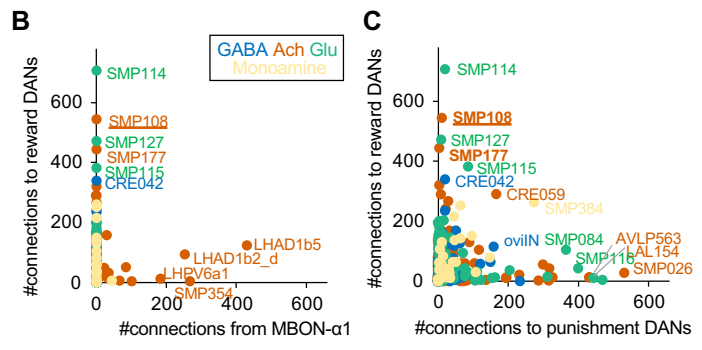 B
GABA Ach Glu
Monoamine
#connections to reward DANs
600
400
200
0
SMP114
SMP108
SMP127
SMP177
SMP115
CRE042
LHAD1b5
LHAD1b2_d
LHPV6a1
SMP354
0 200 400 600
#connections from MBON-α1
C
#connections to reward DANs
600
400
200
0
SMP114
SMP108
SMP127
SMP177
SMP115
CRE042
CRE059
SMP384
oviIN SMP084 AVLP563
LAL154
SMP116
SMP026
0 200 400 600
#connections to punishment DANs